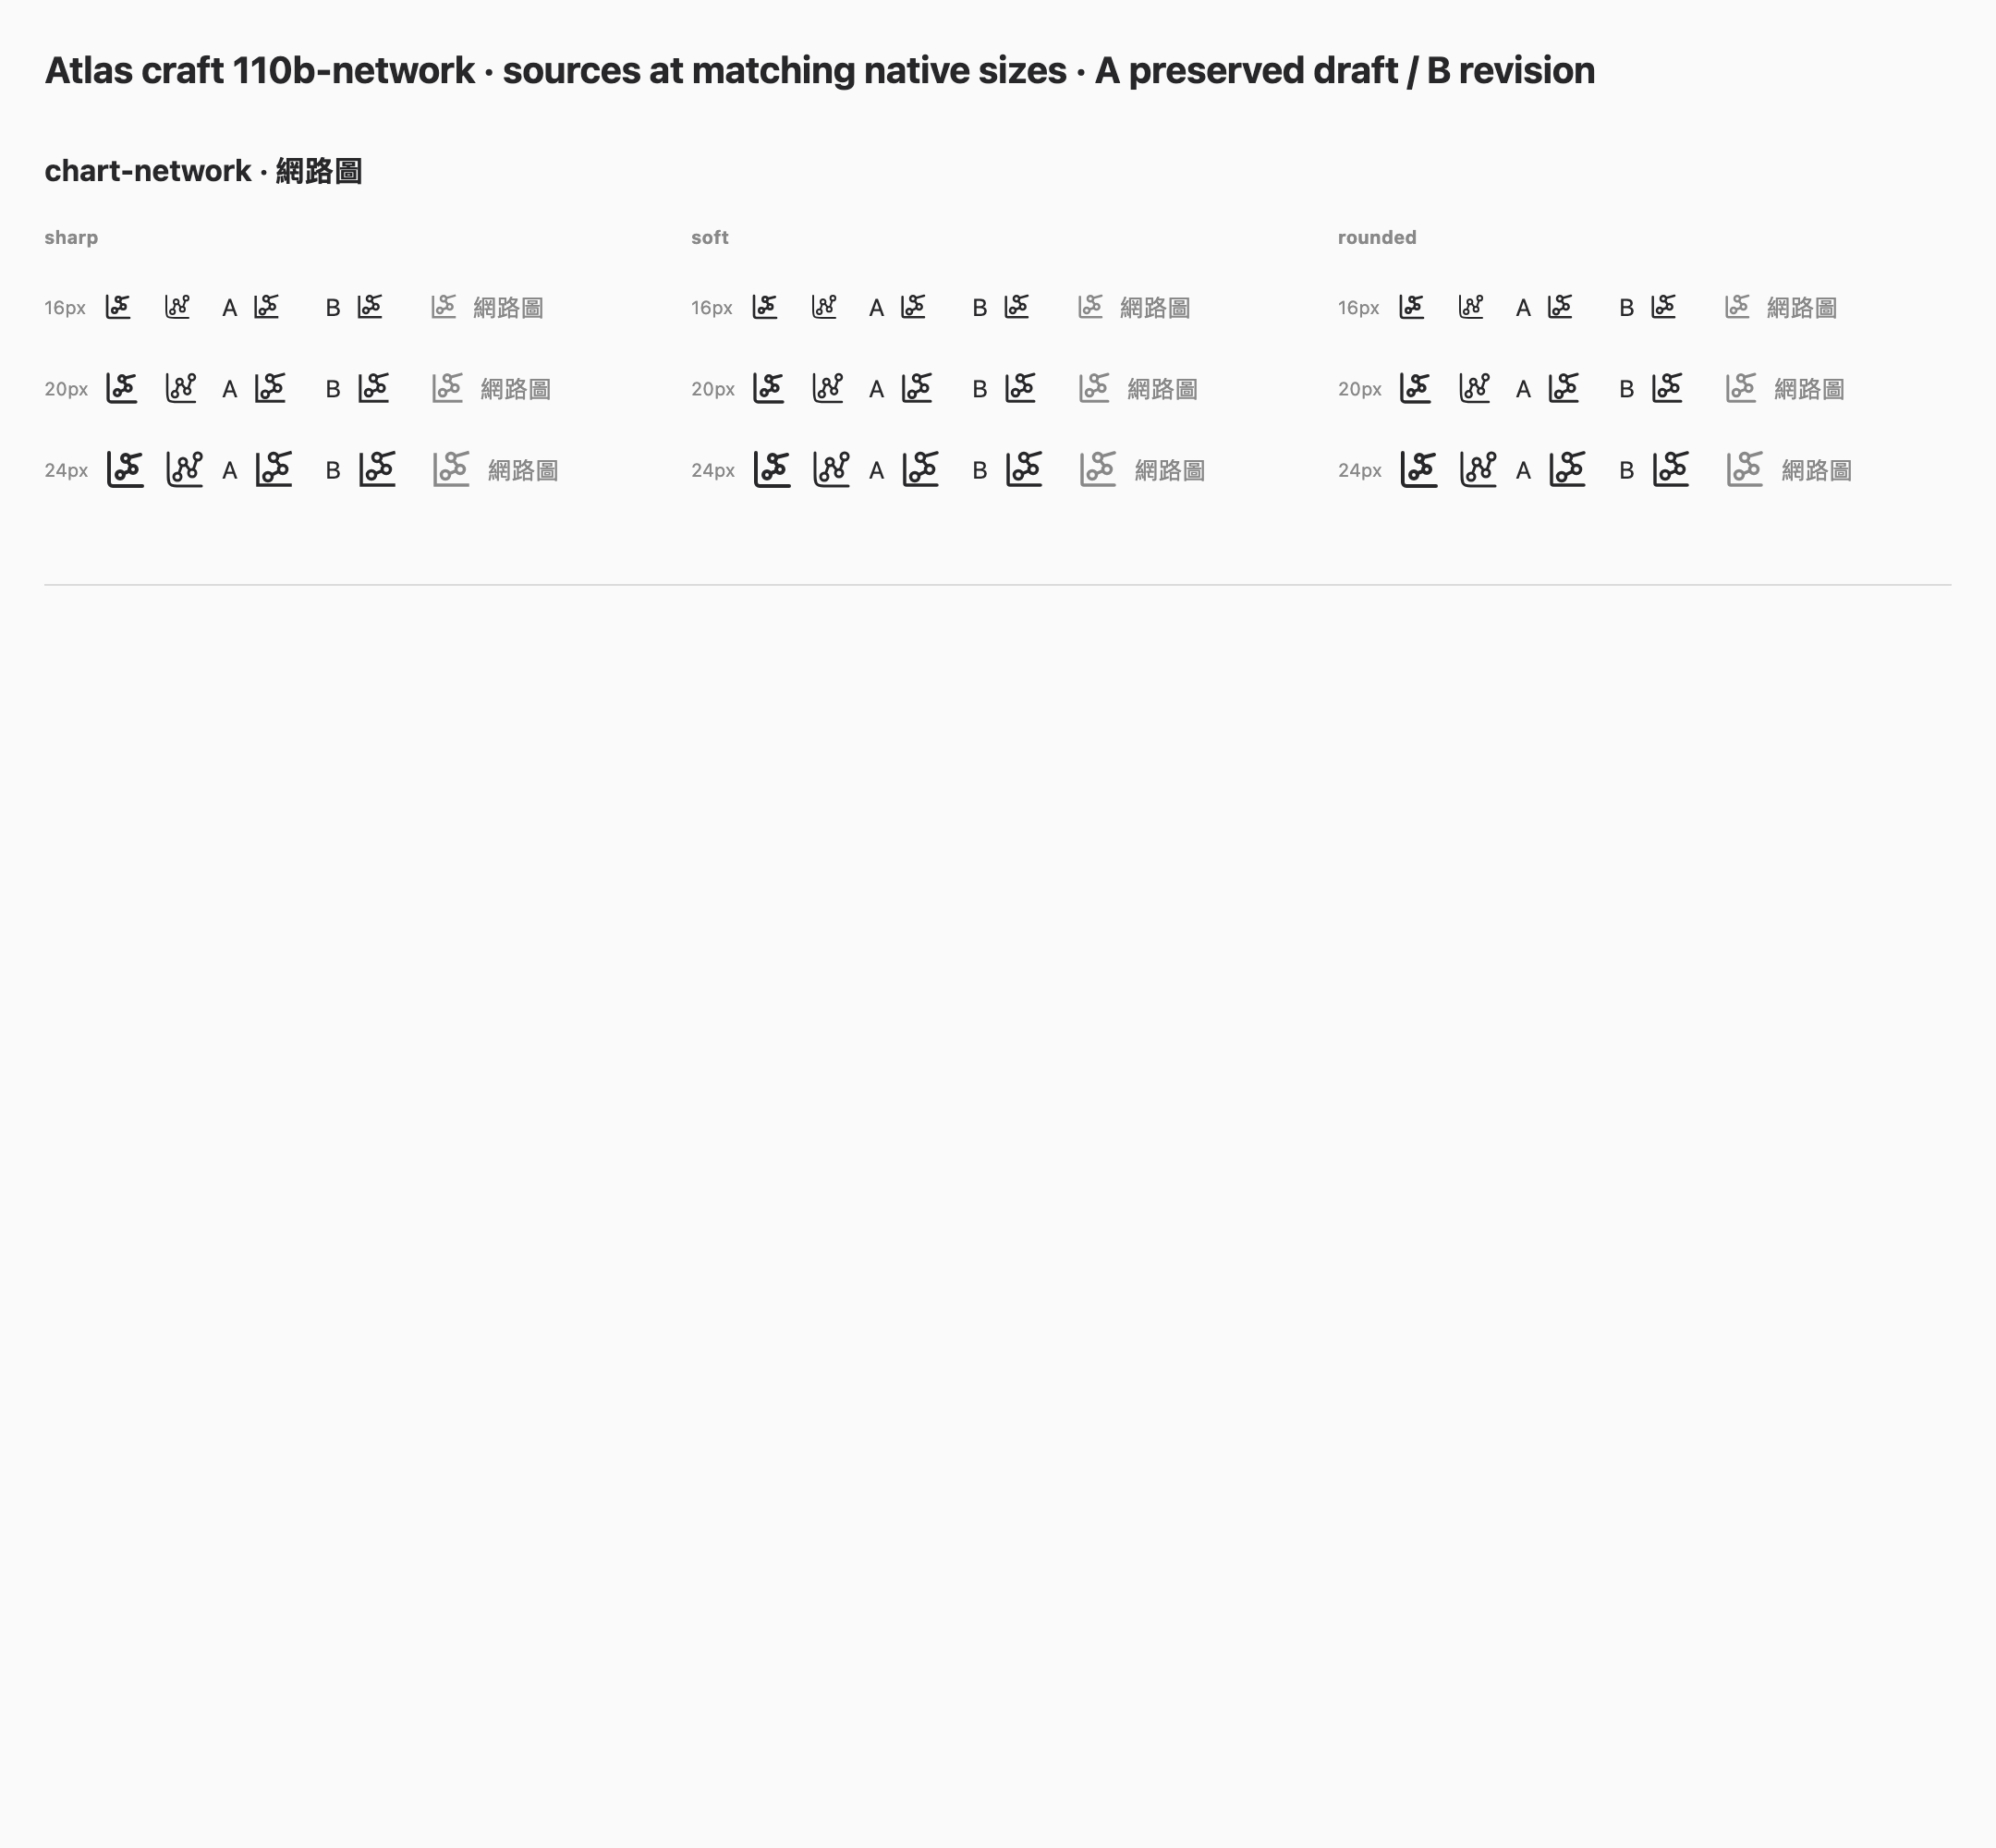 Atlas craft 110b-network · sources at matching native sizes · A preserved draft / B revision
chart-network · 網路圖
sharp
16px A B 網路圖
20px A B 網路圖
24px A B 網路圖
soft
16px A B 網路圖
20px A B 網路圖
24px A B 網路圖
rounded
16px A B 網路圖
20px A B 網路圖
24px A B 網路圖